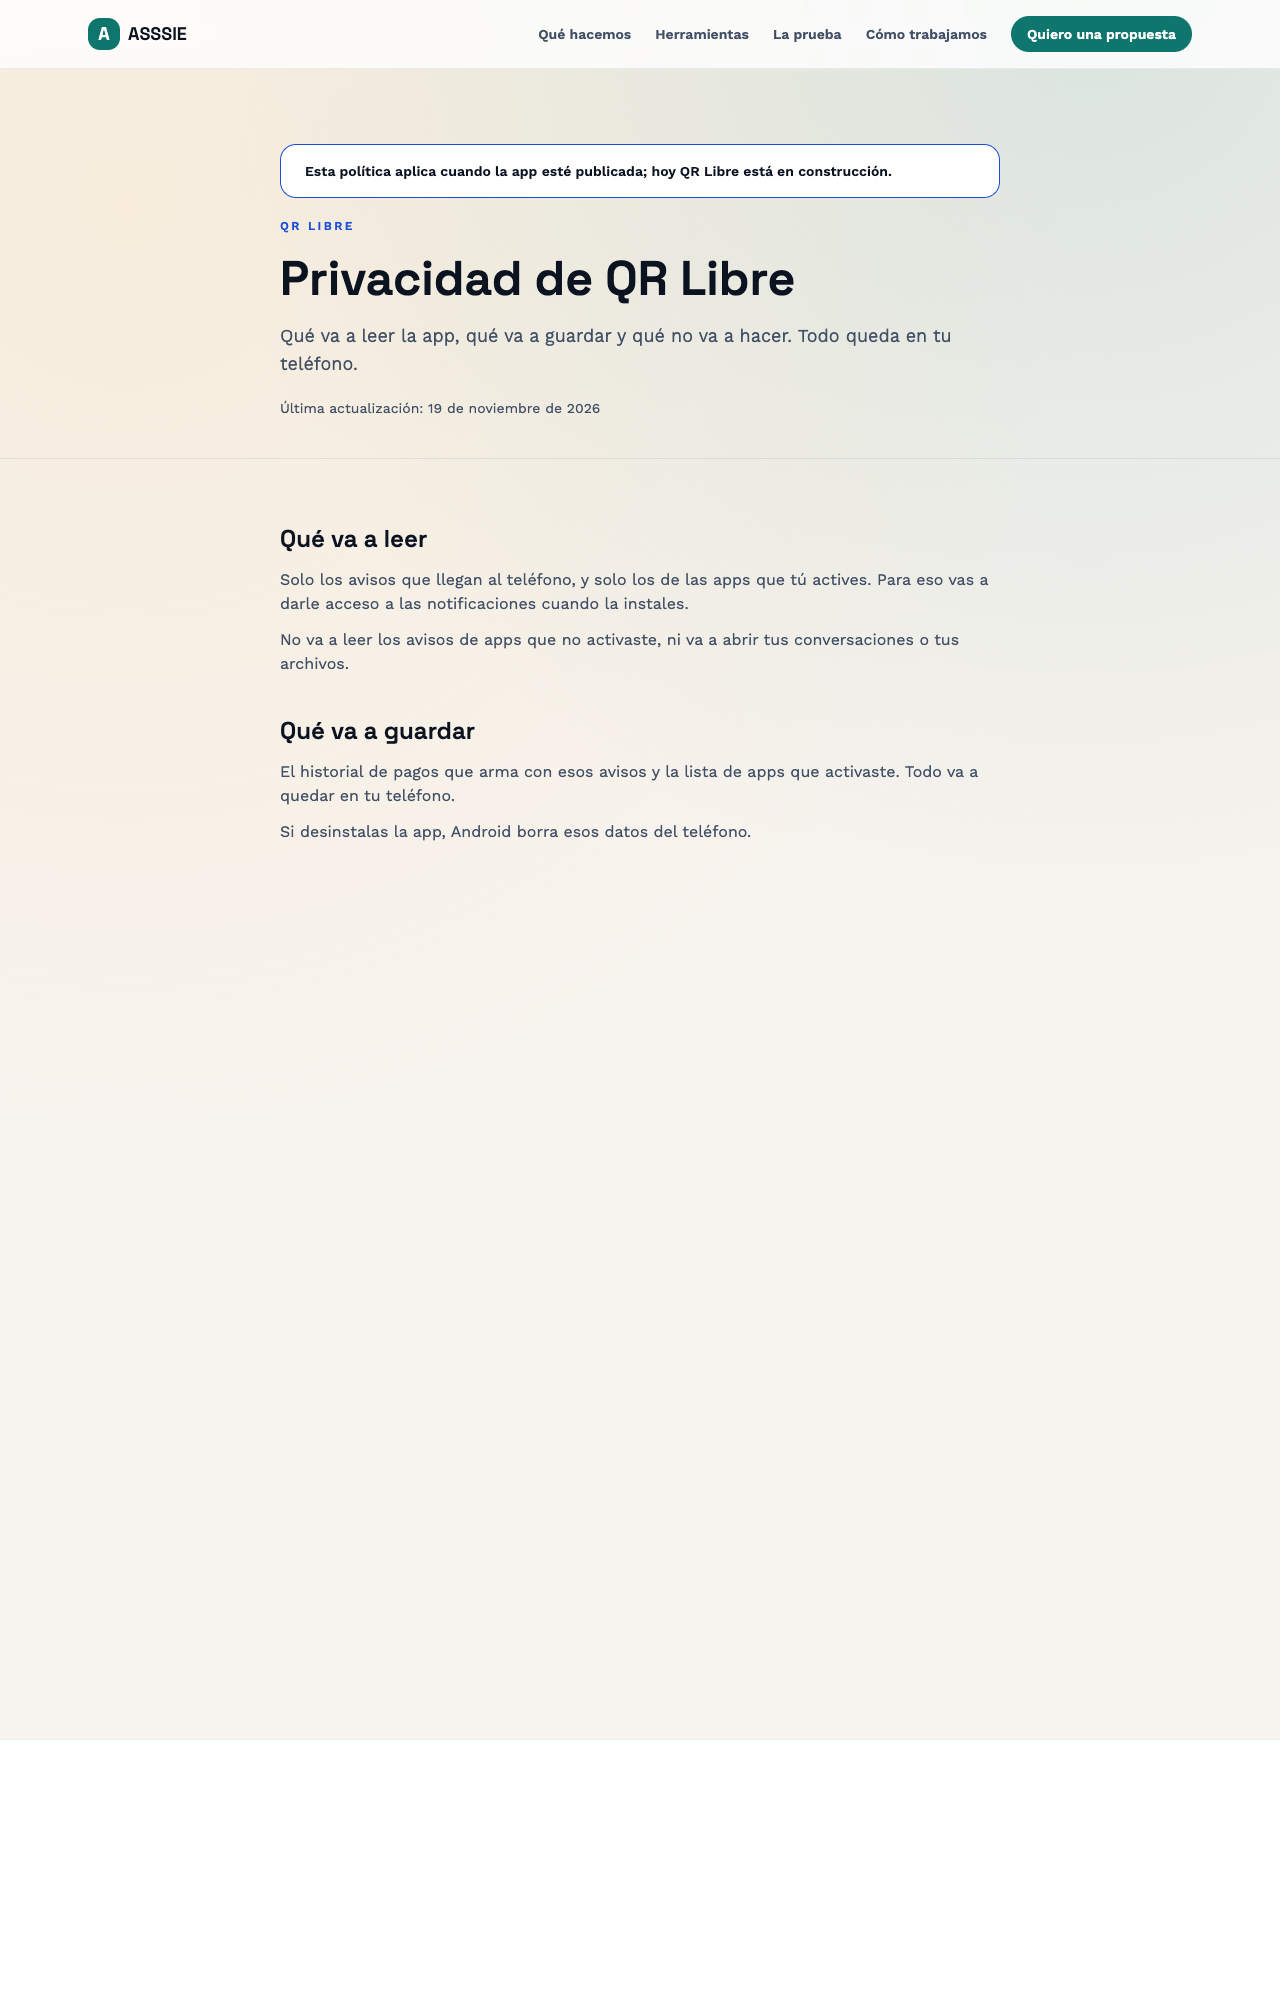 A ASSSIE
Qué hacemos
Herramientas
La prueba
Cómo trabajamos
Quiero una propuesta
Esta política aplica cuando la app esté publicada; hoy QR Libre está en construcción.
QR LIBRE
Privacidad de QR Libre
Qué va a leer la app, qué va a guardar y qué no va a hacer. Todo queda en tu
teléfono.
Última actualización: 19 de noviembre de 2026
Qué va a leer
Solo los avisos que llegan al teléfono, y solo los de las apps que tú actives. Para eso vas a
darle acceso a las notificaciones cuando la instales.
No va a leer los avisos de apps que no activaste, ni va a abrir tus conversaciones o tus
archivos.
Qué va a guardar
El historial de pagos que arma con esos avisos y la lista de apps que activaste. Todo va a
quedar en tu teléfono.
Si desinstalas la app, Android borra esos datos del teléfono.